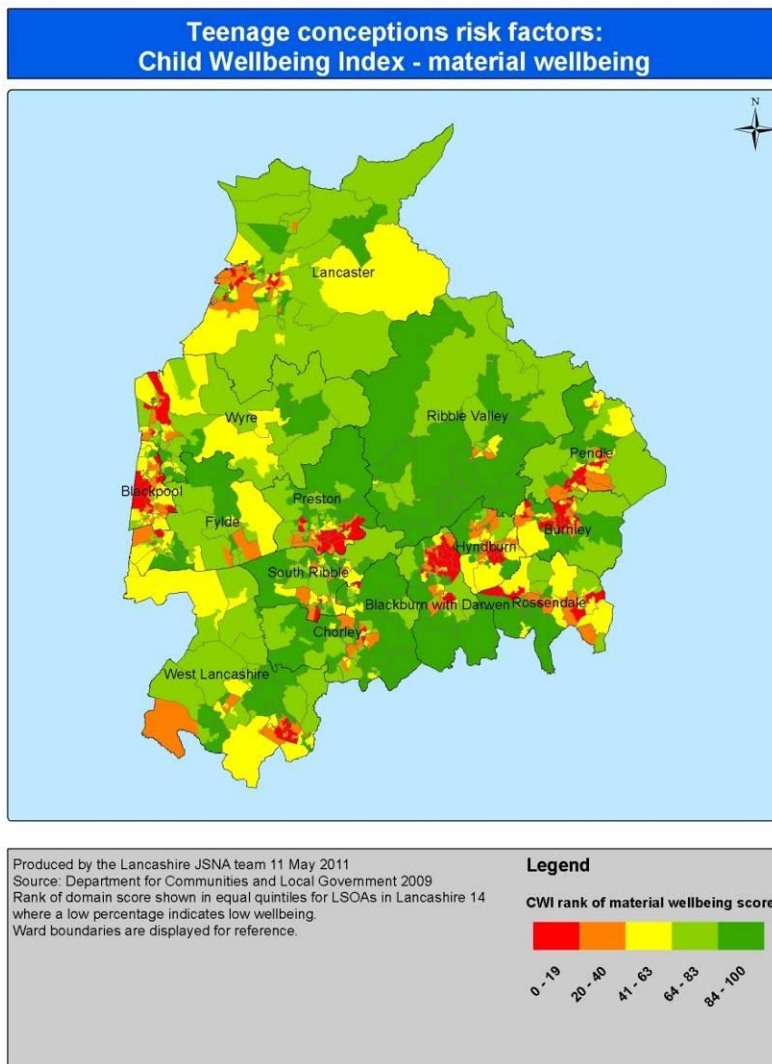 Teenage conceptions risk factors:
Child Wellbeing Index - material wellbeing
N
Lancaster
Wyre
Ribble Valley
Pendle
Blackpool
Preston
Fylde
Burnley
Hyndburn
South Ribble
Blackburn with Darwen
Rossendale
Chorley
West Lancashire
Produced by the Lancashire JSNA team 11 May 2011
Source: Department for Communities and Local Government 2009
Rank of domain score shown in equal quintiles for LSOAs in Lancashire 14
where a low percentage indicates low wellbeing.
Ward boundaries are displayed for reference.
Legend
CWI rank of material wellbeing score
0 - 19
20 - 40
41 - 63
64 - 83
84 - 100